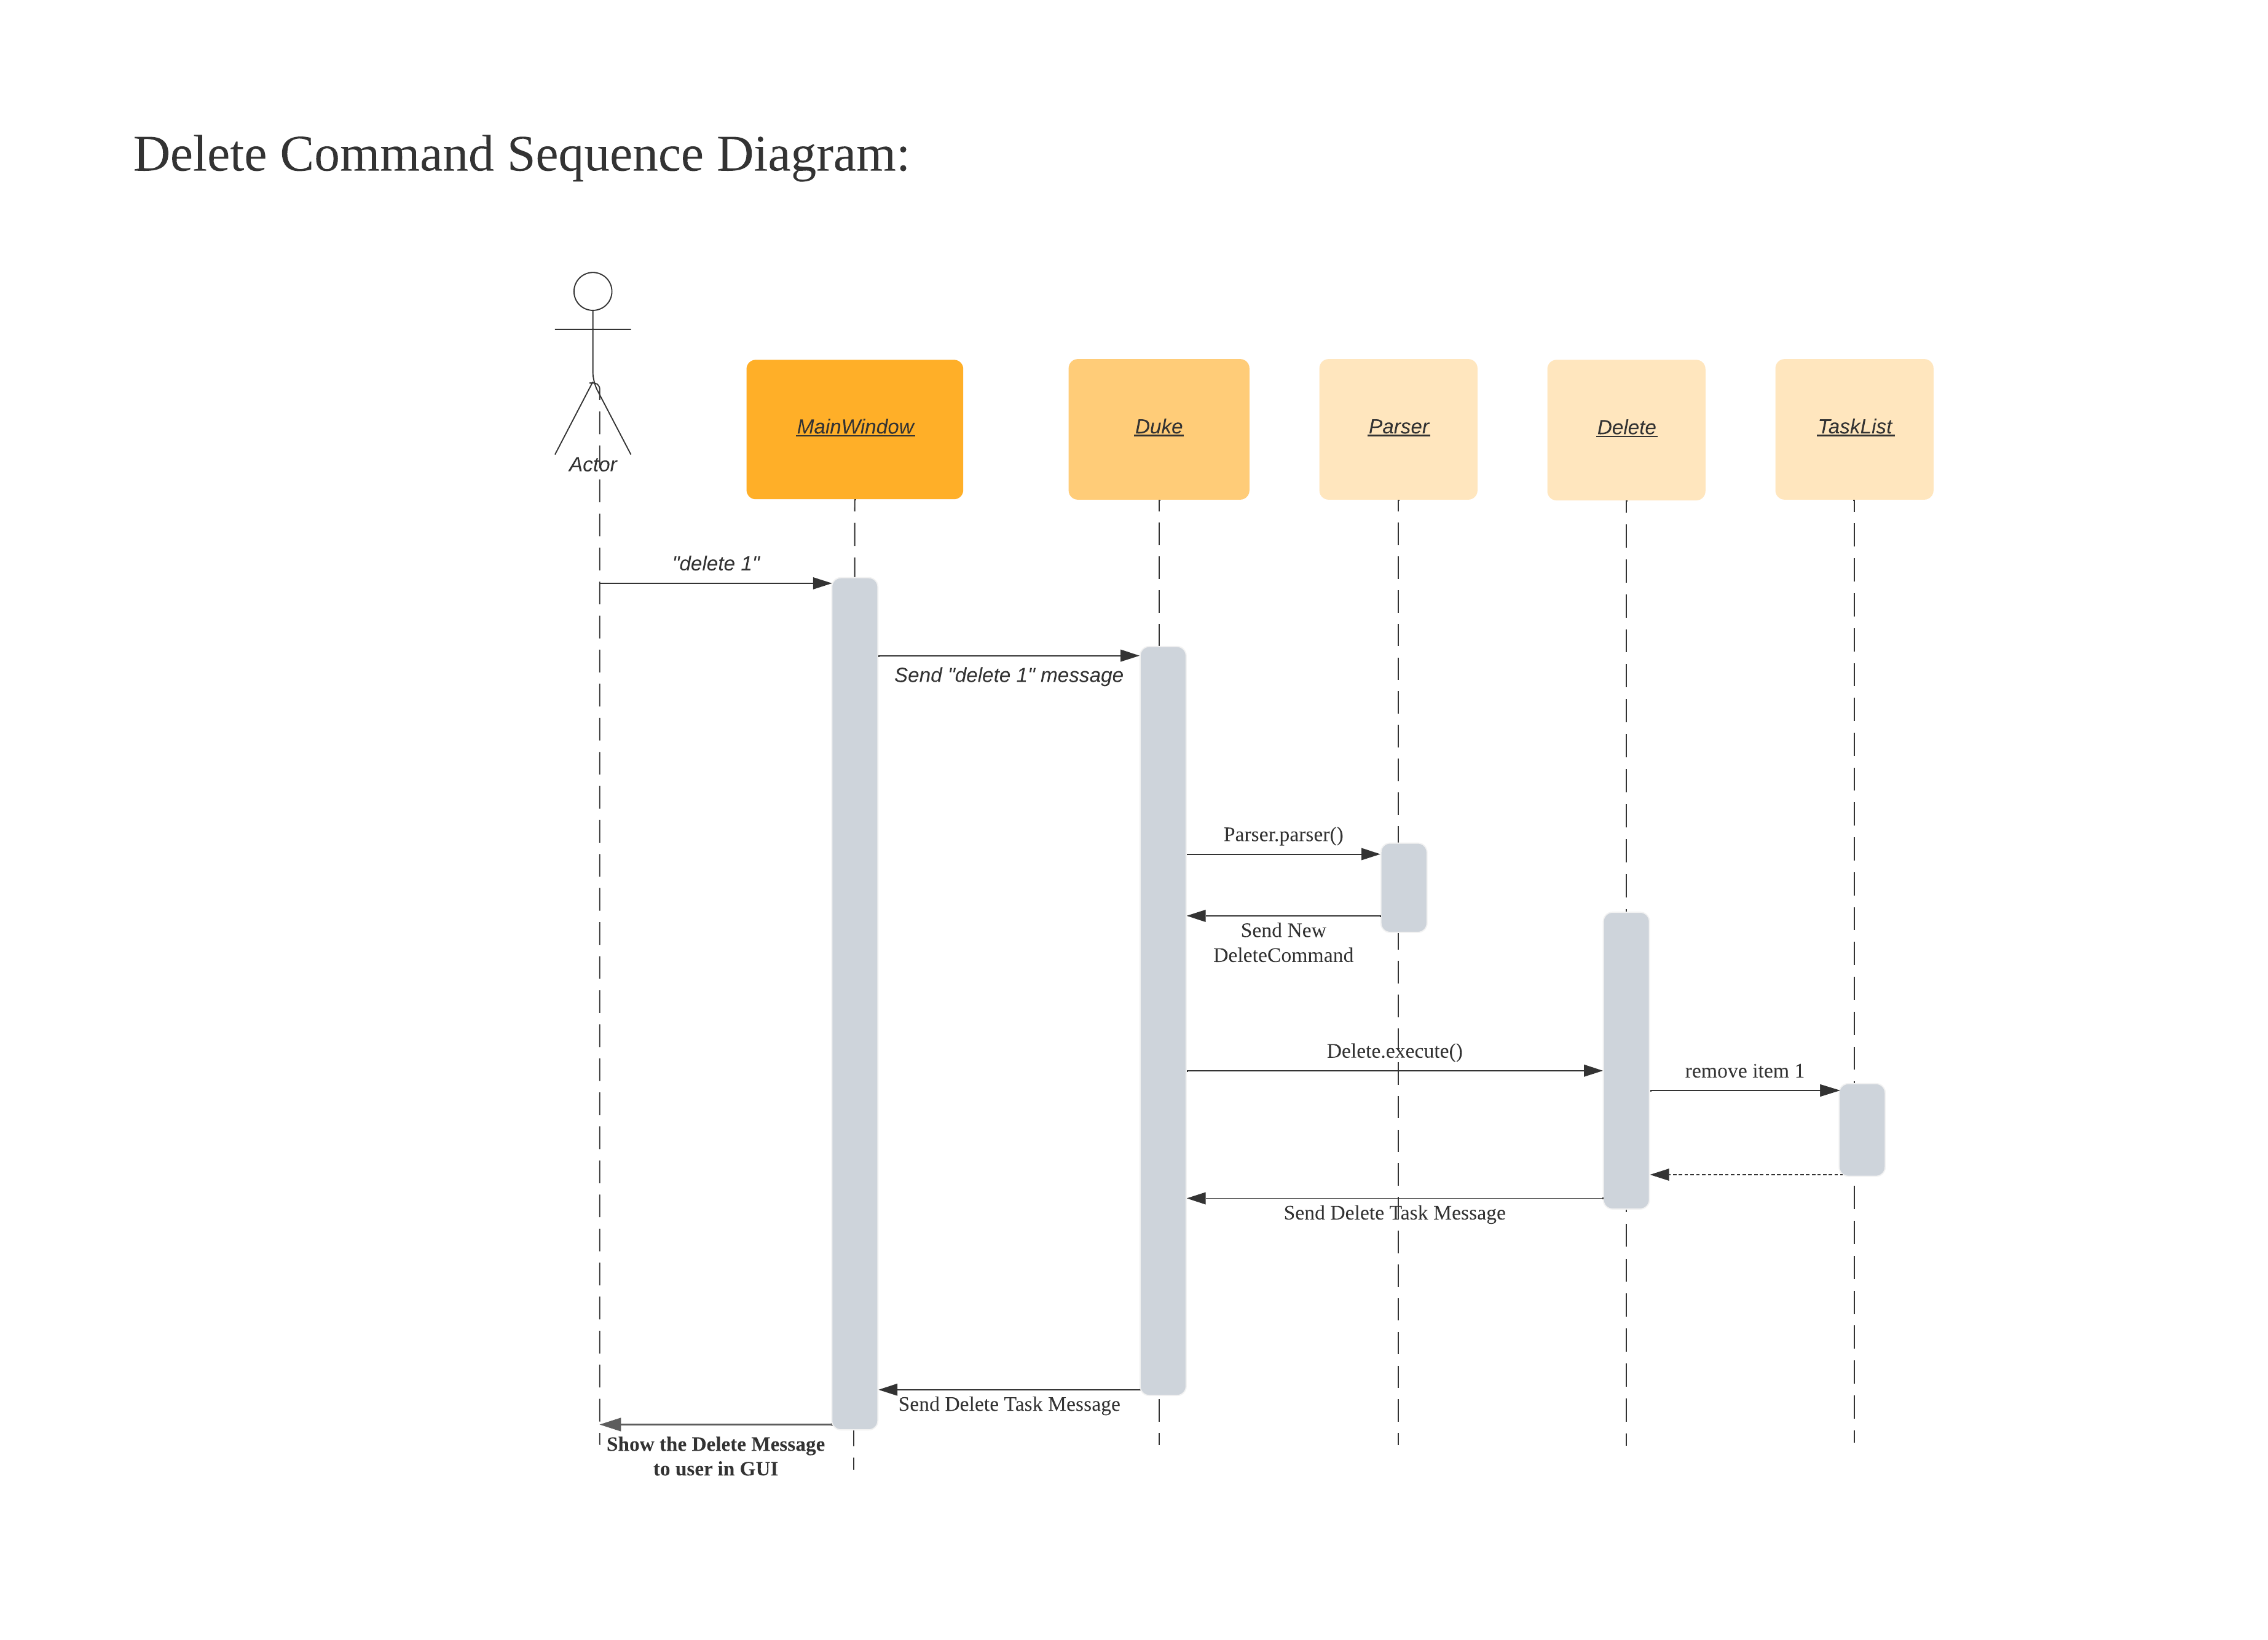 Delete Command Sequence Diagram:
Actor
MainWindow
Duke
Parser
Delete
TaskList
"delete 1"
Send "delete 1" message
Parser.parser()
Send New
DeleteCommand
Delete.execute()
remove item 1
Send Delete Task Message
Send Delete Task Message
Show the Delete Message
to user in GUI